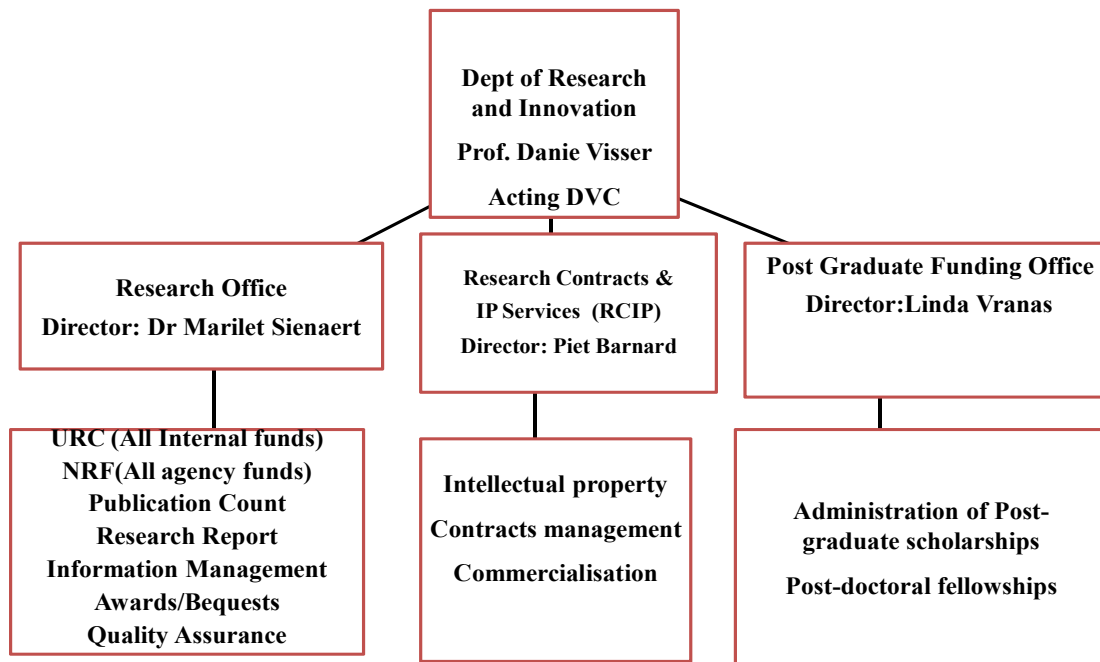 Dept of Research
and Innovation
Prof. Danie Visser
Acting DVC
Research Office
Director: Dr Marilet Sienaert
Research Contracts &
IP Services (RCIP)
Director: Piet Barnard
Post Graduate Funding Office
Director:Linda Vranas
URC (All Internal funds)
NRF(All agency funds)
Publication Count
Research Report
Information Management
Awards/Bequests
Quality Assurance
Intellectual property
Contracts management
Commercialisation
Administration of Post-
graduate scholarships
Post-doctoral fellowships